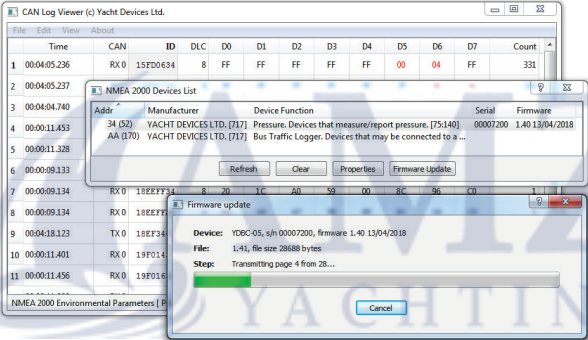 CAN Log Viewer (c) Yacht Devices Ltd.
File Edit View About
Time CAN ID DLC D0 D1 D2 D3 D4 D5 D6 D7 Count
1 00:04:05.236 RX 0 15FD0634 8 FF FF FF FF FF 00 04 FF 331
2 00:04:05.237
NMEA 2000 Devices List
3 00:04:04.740
Addr Manufacturer Device Function Serial Firmware
34 (52) YACHT DEVICES LTD. [717] Pressure. Devices that measure/report pressure. [75:140] 00007200 1.40 13/04/2018
4 00:00:11.453
AA (170) YACHT DEVICES LTD. [717] Bus Traffic Logger. Devices that may be connected to a ...
5 00:00:11.328
6 00:00:09.133
Refresh Clear Properties Firmware Update
7 00:00:09.134 RX 0 18EEFF34 8 20 1C A0 59 00 8C 96 C0 1
8 00:00:09.134 RX 0
Firmware update
9 00:04:18.123 TX 0 18EF34
Device: YDBC-05, s/n 00007200, firmware 1.40 13/04/2018
File: 1.41, file size 28688 bytes
10 00:00:11.401 RX 0
Step: Transmitting page 4 from 28...
11 00:00:11.456 RX 0 19F016
NMEA 2000 Environmental Parameters [ P
Cancel
AMZ
YACHTIN